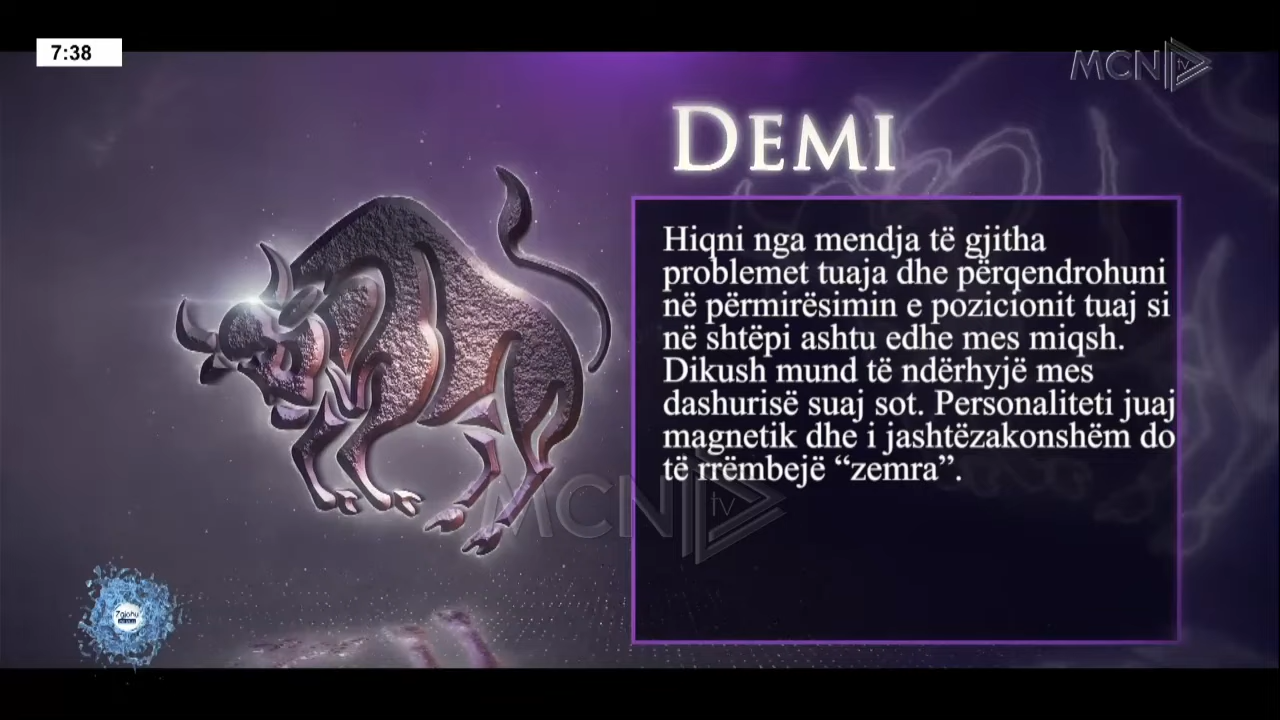 7:38
MCN tv
DEMI
Hiqni nga mendja të gjitha
problemet tuaja dhe përqendrohuni
në përmirësimin e pozicionit tuaj si
në shtëpi ashtu edhe mes miqsh.
Dikush mund të ndërhyjë mes
dashurisë suaj sot. Personaliteti juaj
magnetik dhe i jashtëzakonshëm do
të rrëmbejë “zemra”.
MCN tv